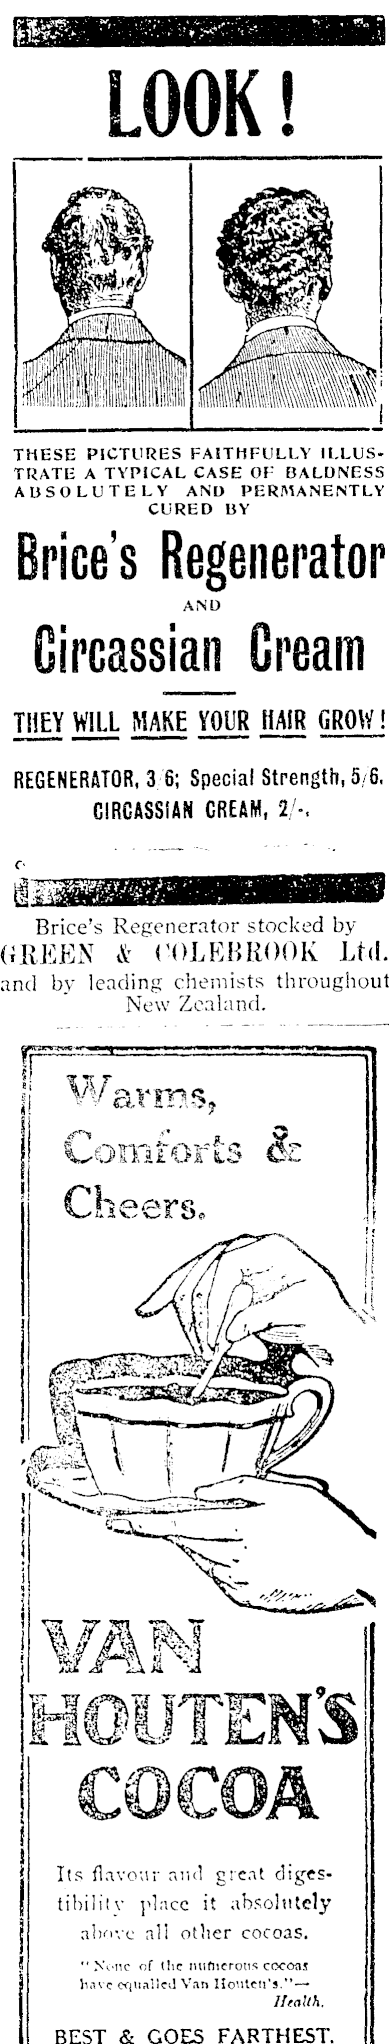 LOOK!
THESE PICTURES FAITHFULLY ILLUS-
TRATE A TYPICAL CASE OF BALDNESS
ABSOLUTELY AND PERMANENTLY
CURED BY
Brice's Regenerator
AND
Circassian Cream
THEY WILL MAKE YOUR HAIR GROW!
REGENERATOR, 3/6; Special Strength, 5/6.
CIRCASSIAN CREAM, 2/-.
Brice's Regenerator stocked by
GREEN & COLEBROOK Ltd.
and by leading chemists throughout
New Zealand.
Warms,
Comforts &
Cheers.
VAN
HOUTEN'S
COCOA
Its flavour and great diges-
tibility place it absolutely
above all other cocoas.
"None of the numerous cocoas
have equalled Van Houten's."—
Health.
BEST & GOES FARTHEST.